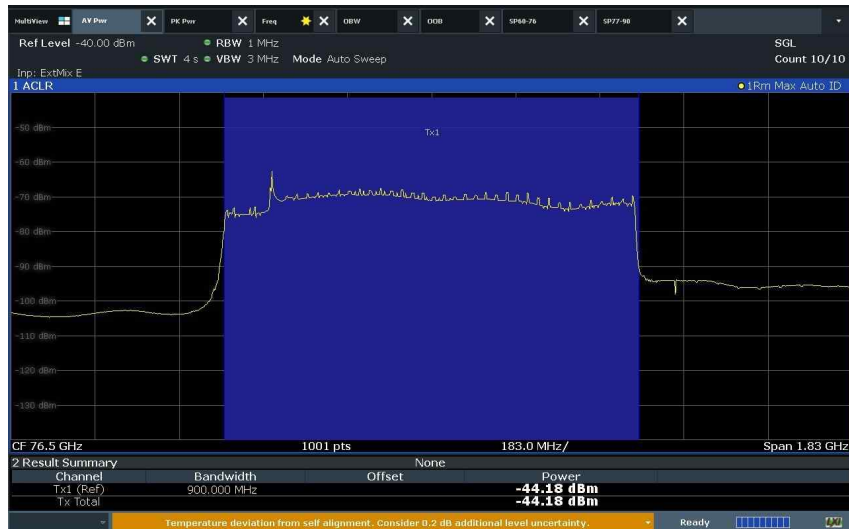 MultiView AV Pwr X PK Pwr X Freq X OBW X OOB X SP60-76 X SP77-90 X
Ref Level -40.00 dBm RBW 1 MHz SGL
SWT 4 s VBW 3 MHz Mode Auto Sweep Count 10/10
Inp: ExtMix E
1 ACLR 1Rm Max Auto ID
-50 dBm
Tx1
-60 dBm
-70 dBm
-80 dBm
-90 dBm
-100 dBm
-110 dBm
-120 dBm
-130 dBm
CF 76.5 GHz 1001 pts 183.0 MHz/ Span 1.83 GHz
2 Result Summary None
Channel Bandwidth Offset Power
Tx1 (Ref) 900.000 MHz -44.18 dBm
Tx Total -44.18 dBm
Temperature deviation from self alignment. Consider 0.2 dB additional level uncertainty. Ready